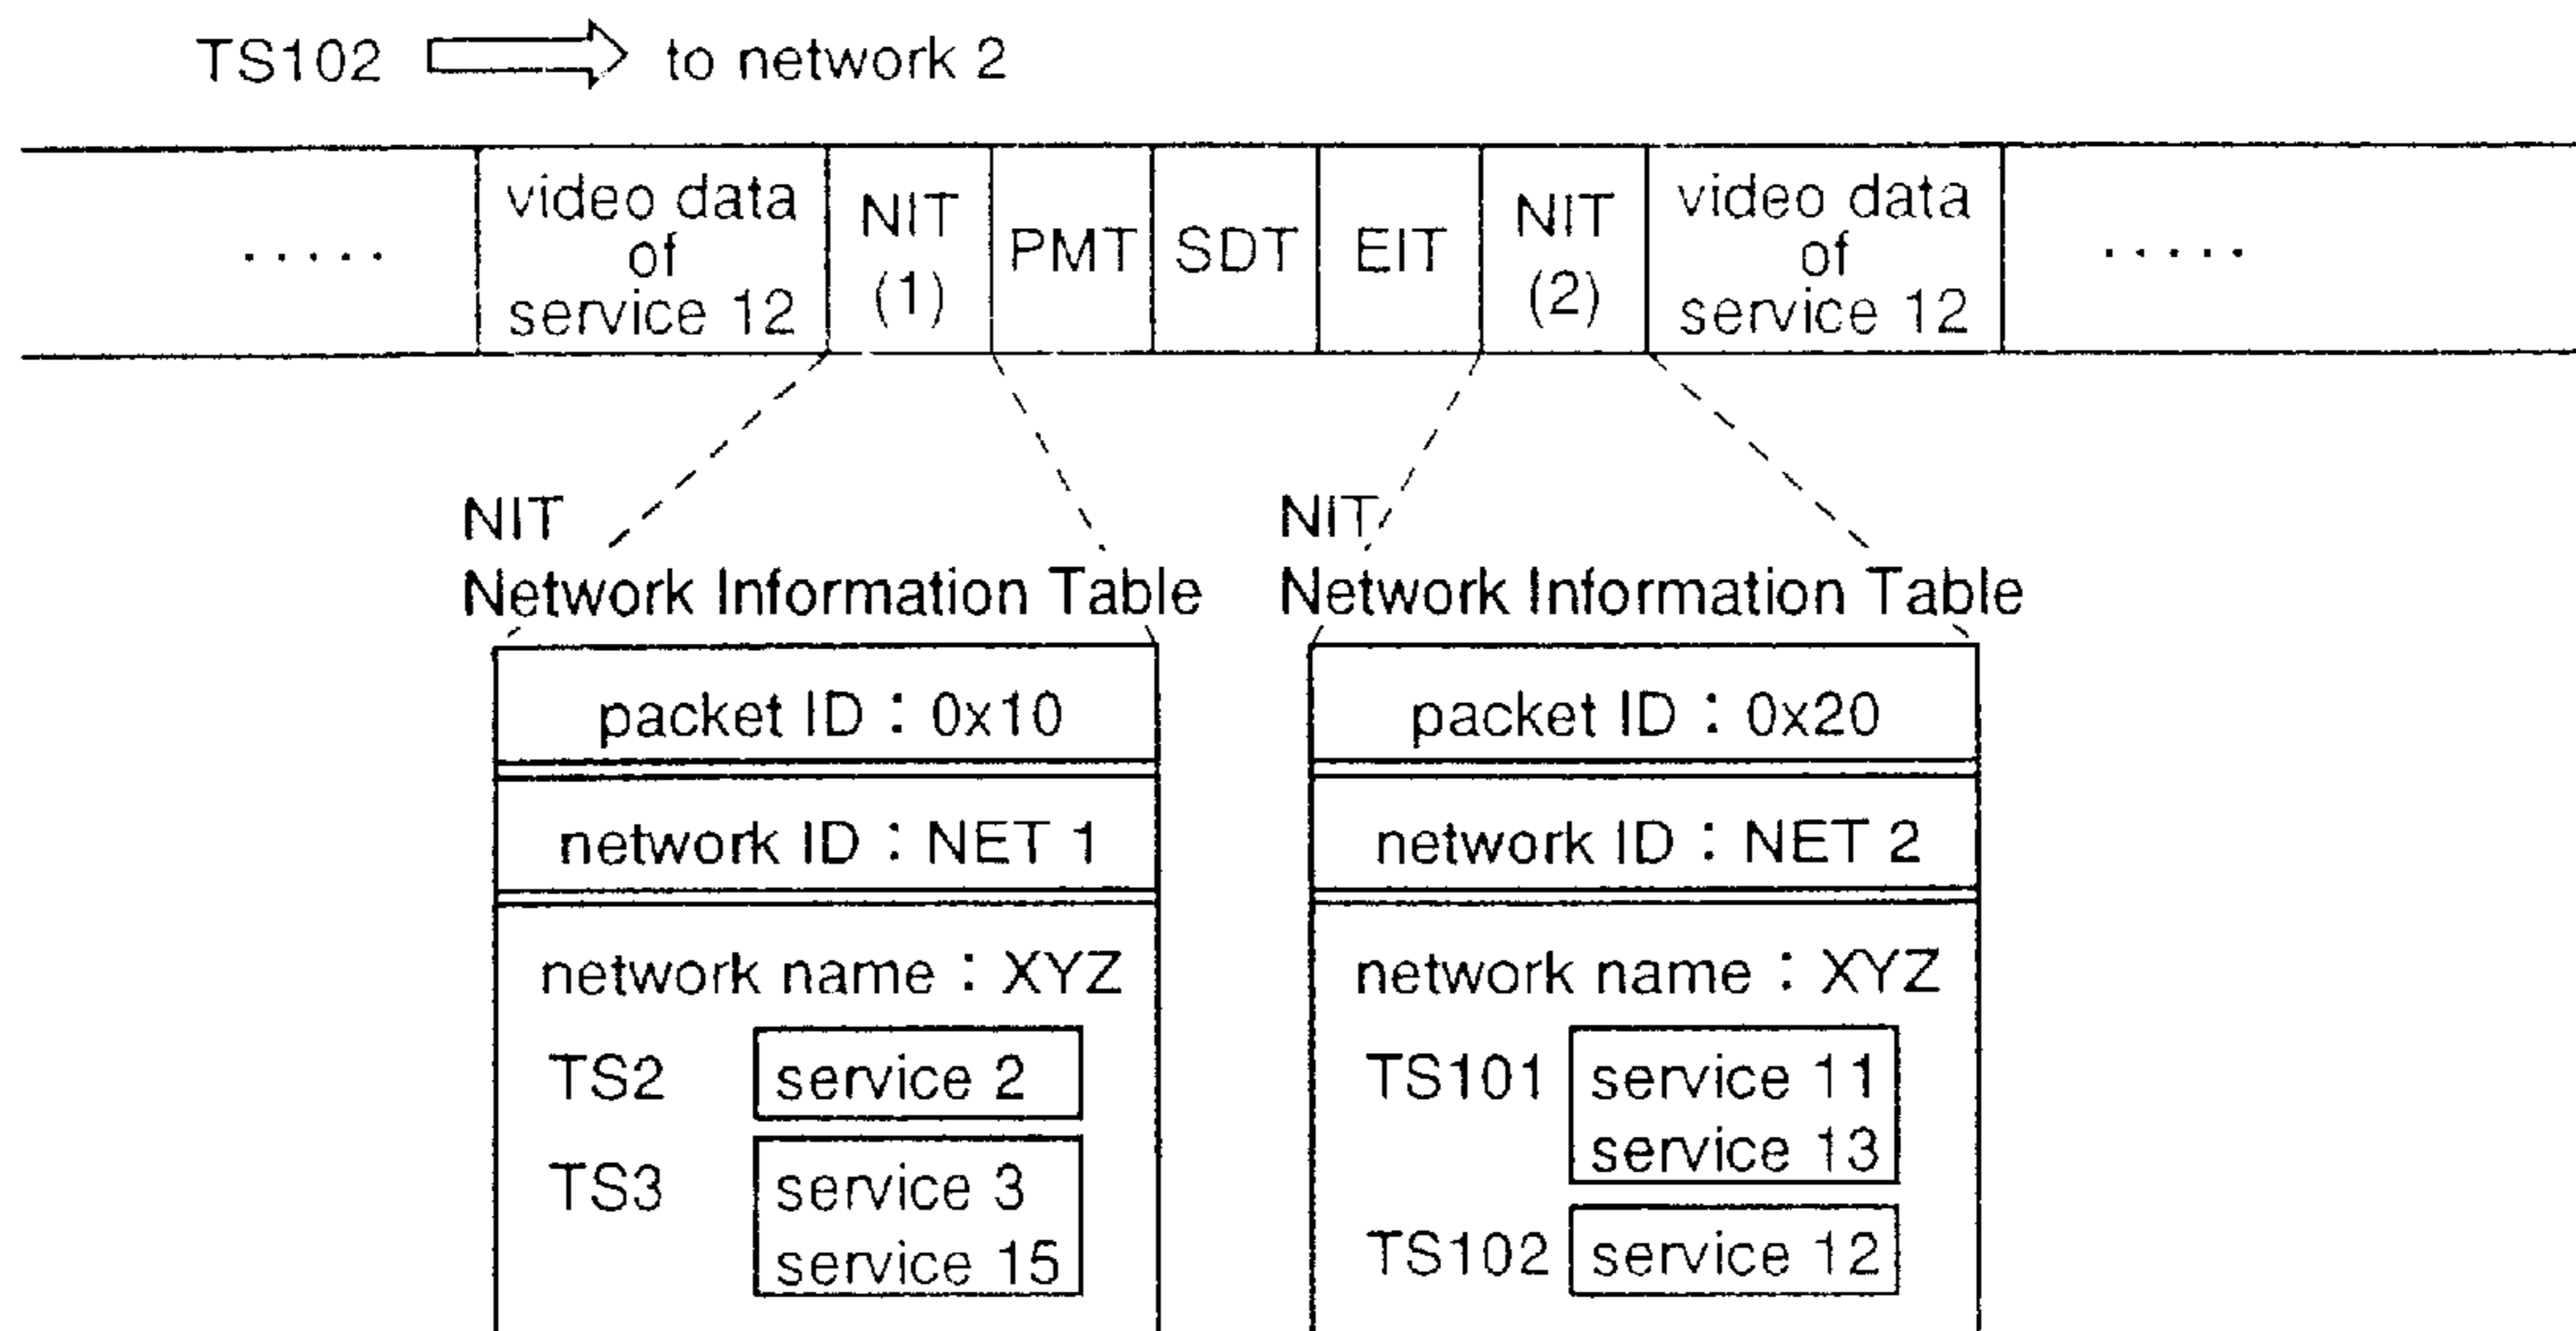 TS102 to network 2
.....
video data
of
service 12
NIT
(1)
PMT
SDT
EIT
NIT
(2)
video data
of
service 12
.....
NIT
Network Information Table
packet ID : 0x10
network ID : NET 1
network name : XYZ
TS2 service 2
TS3 service 3
service 15
NIT
Network Information Table
packet ID : 0x20
network ID : NET 2
network name : XYZ
TS101 service 11
service 13
TS102 service 12